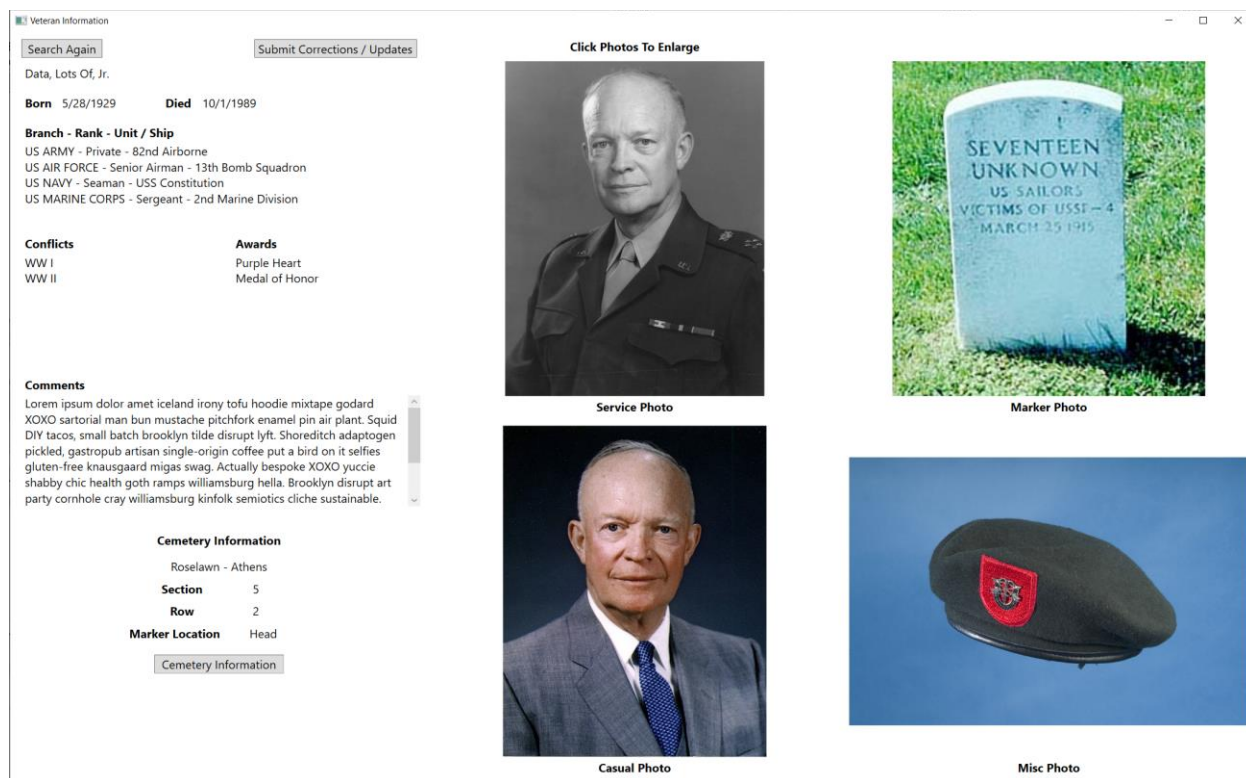 Veteran Information
Search Again
Submit Corrections / Updates
Data, Lots Of, Jr.
Born 5/28/1929 Died 10/1/1989
Branch - Rank - Unit / Ship
US ARMY - Private - 82nd Airborne
US AIR FORCE - Senior Airman - 13th Bomb Squadron
US NAVY - Seaman - USS Constitution
US MARINE CORPS - Sergeant - 2nd Marine Division
Conflicts
WW I
WW II
Awards
Purple Heart
Medal of Honor
Comments
Lorem ipsum dolor amet iceland irony tofu hoodie mixtape godard
XOXO sartorial man bun mustache pitchfork enamel pin air plant. Squid
DIY tacos, small batch brooklyn tilde disrupt lyft. Shoreditch adaptogen
pickled, gastropub artisan single-origin coffee put a bird on it selfies
gluten-free knausgaard migas swag. Actually bespoke XOXO yuccie
shabby chic health goth ramps williamsburg hella. Brooklyn disrupt art
party cornhole cray williamsburg kinfolk semiotics cliche sustainable.
Cemetery Information
Roselawn - Athens
Section 5
Row 2
Marker Location Head
Cemetery Information
Click Photos To Enlarge
Service Photo
SEVENTEEN
UNKNOWN
US SAILORS
VICTIMS OF USSF-4
MARCH 25 1915
Marker Photo
Casual Photo
Misc Photo